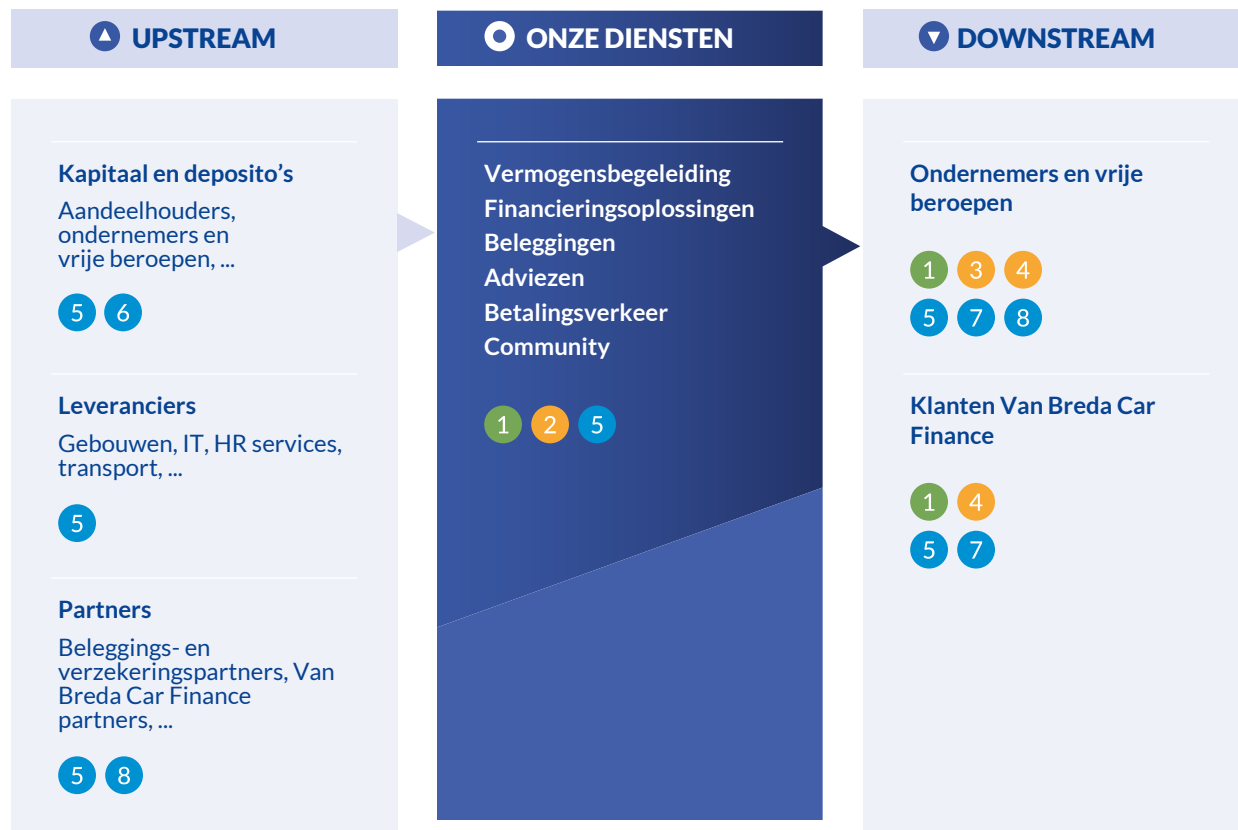 UPSTREAM
Kapitaal en deposito’s
Aandeelhouders,
ondernemers en
vrije beroepen, ...
5 6
Leveranciers
Gebouwen, IT, HR services,
transport, ...
5
Partners
Beleggings- en
verzekeringspartners, Van
Breda Car Finance
partners, ...
5 8
ONZE DIENSTEN
Vermogensbegeleiding
Financieringsoplossingen
Beleggingen
Adviezen
Betalingsverkeer
Community
1 2 5
DOWNSTREAM
Ondernemers en vrije
beroepen
1 3 4
5 7 8
Klanten Van Breda Car
Finance
1 4
5 7